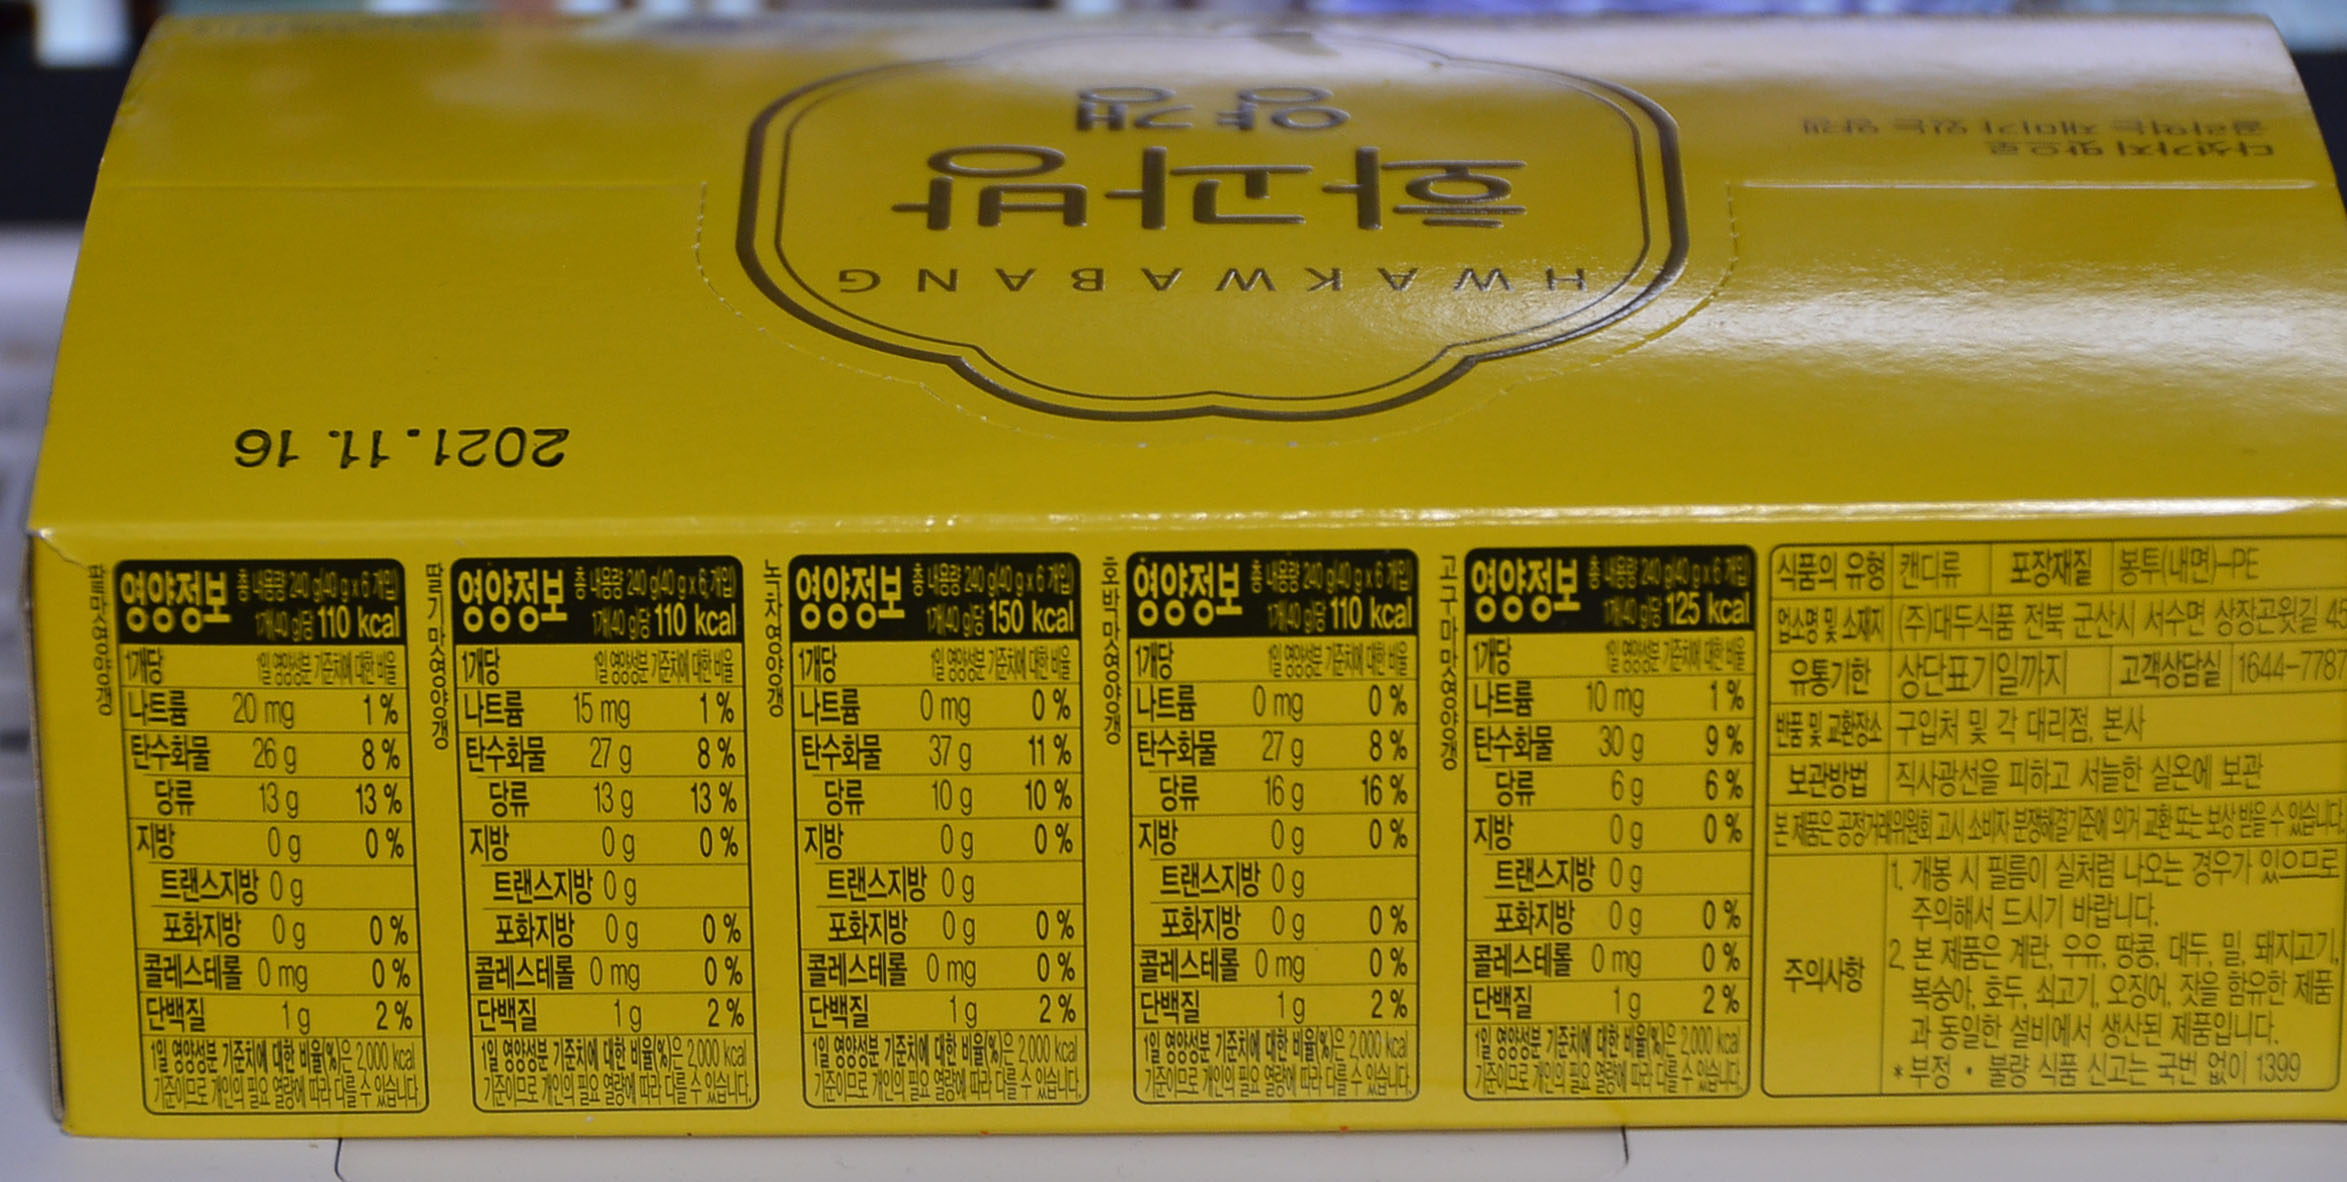 다섯가지 맛으로
골라먹는 재미가 있는 양갱
HWAKWABANG
화과방
양갱
2021.11.16
팥맛영양갱
영양정보 총 내용량 240 g(40 g x 6개입)
1개(40 g)당 110 kcal
1개당 1일 영양성분 기준치에 대한 비율
나트륨 20 mg 1 %
탄수화물 26 g 8 %
당류 13 g 13 %
지방 0 g 0 %
트랜스지방 0 g
포화지방 0 g 0 %
콜레스테롤 0 mg 0 %
단백질 1 g 2 %
1일 영양성분 기준치에 대한 비율(%)은 2,000 kcal
기준이므로 개인의 필요 열량에 따라 다를 수 있습니다
딸기맛영양갱
영양정보 총 내용량 240 g(40 g x 6개입)
1개(40 g)당 110 kcal
1개당 1일 영양성분 기준치에 대한 비율
나트륨 15 mg 1 %
탄수화물 27 g 8 %
당류 13 g 13 %
지방 0 g 0 %
트랜스지방 0 g
포화지방 0 g 0 %
콜레스테롤 0 mg 0 %
단백질 1 g 2 %
1일 영양성분 기준치에 대한 비율(%)은 2,000 kcal
기준이므로 개인의 필요 열량에 따라 다를 수 있습니다.
녹차영양갱
영양정보 총 내용량 240 g(40 g x 6개입)
1개(40 g)당 150 kcal
1개당 1일 영양성분 기준치에 대한 비율
나트륨 0 mg 0 %
탄수화물 37 g 11 %
당류 10 g 10 %
지방 0 g 0 %
트랜스지방 0 g
포화지방 0 g 0 %
콜레스테롤 0 mg 0 %
단백질 1 g 2 %
1일 영양성분 기준치에 대한 비율(%)은 2,000 kcal
기준이므로 개인의 필요 열량에 따라 다를 수 있습니다.
호박맛영양갱
영양정보 총 내용량 240 g(40 g x 6개입)
1개(40 g)당 110 kcal
1개당 1일 영양성분 기준치에 대한 비율
나트륨 0 mg 0 %
탄수화물 27 g 8 %
당류 16 g 16 %
지방 0 g 0 %
트랜스지방 0 g
포화지방 0 g 0 %
콜레스테롤 0 mg 0 %
단백질 1 g 2 %
1일 영양성분 기준치에 대한 비율(%)은 2,000 kcal
기준이므로 개인의 필요 열량에 따라 다를 수 있습니다.
고구마맛영양갱
영양정보 총 내용량 240 g(40 g x 6개입)
1개(40 g)당 125 kcal
1개당 1일 영양성분 기준치에 대한 비율
나트륨 10 mg 1 %
탄수화물 30 g 9 %
당류 6 g 6 %
지방 0 g 0 %
트랜스지방 0 g
포화지방 0 g 0 %
콜레스테롤 0 mg 0 %
단백질 1 g 2 %
1일 영양성분 기준치에 대한 비율(%)은 2,000 kcal
기준이므로 개인의 필요 열량에 따라 다를 수 있습니다.
식품의 유형 캔디류 포장재질 봉투(내면)-PE
업소명 및 소재지 (주)대두식품 전북 군산시 서수면 상장곤윗길
유통기한 상단표기일까지 고객상담실 1644-7787
반품 및 교환장소 구입처 및 각 대리점, 본사
보관방법 직사광선을 피하고 서늘한 실온에 보관
본 제품은 공정거래위원회 고시 소비자 분쟁해결기준에 의거 교환 또는 보상 받을 수 있습니다.
주의사항
1. 개봉 시 필름이 실처럼 나오는 경우가 있으므로
주의해서 드시기 바랍니다.
2. 본 제품은 계란, 우유, 땅콩, 대두, 밀, 돼지고기,
복숭아, 호두, 쇠고기, 오징어, 잣을 함유한 제품
과 동일한 설비에서 생산된 제품입니다.
*부정 • 불량 식품 신고는 국번 없이 1399